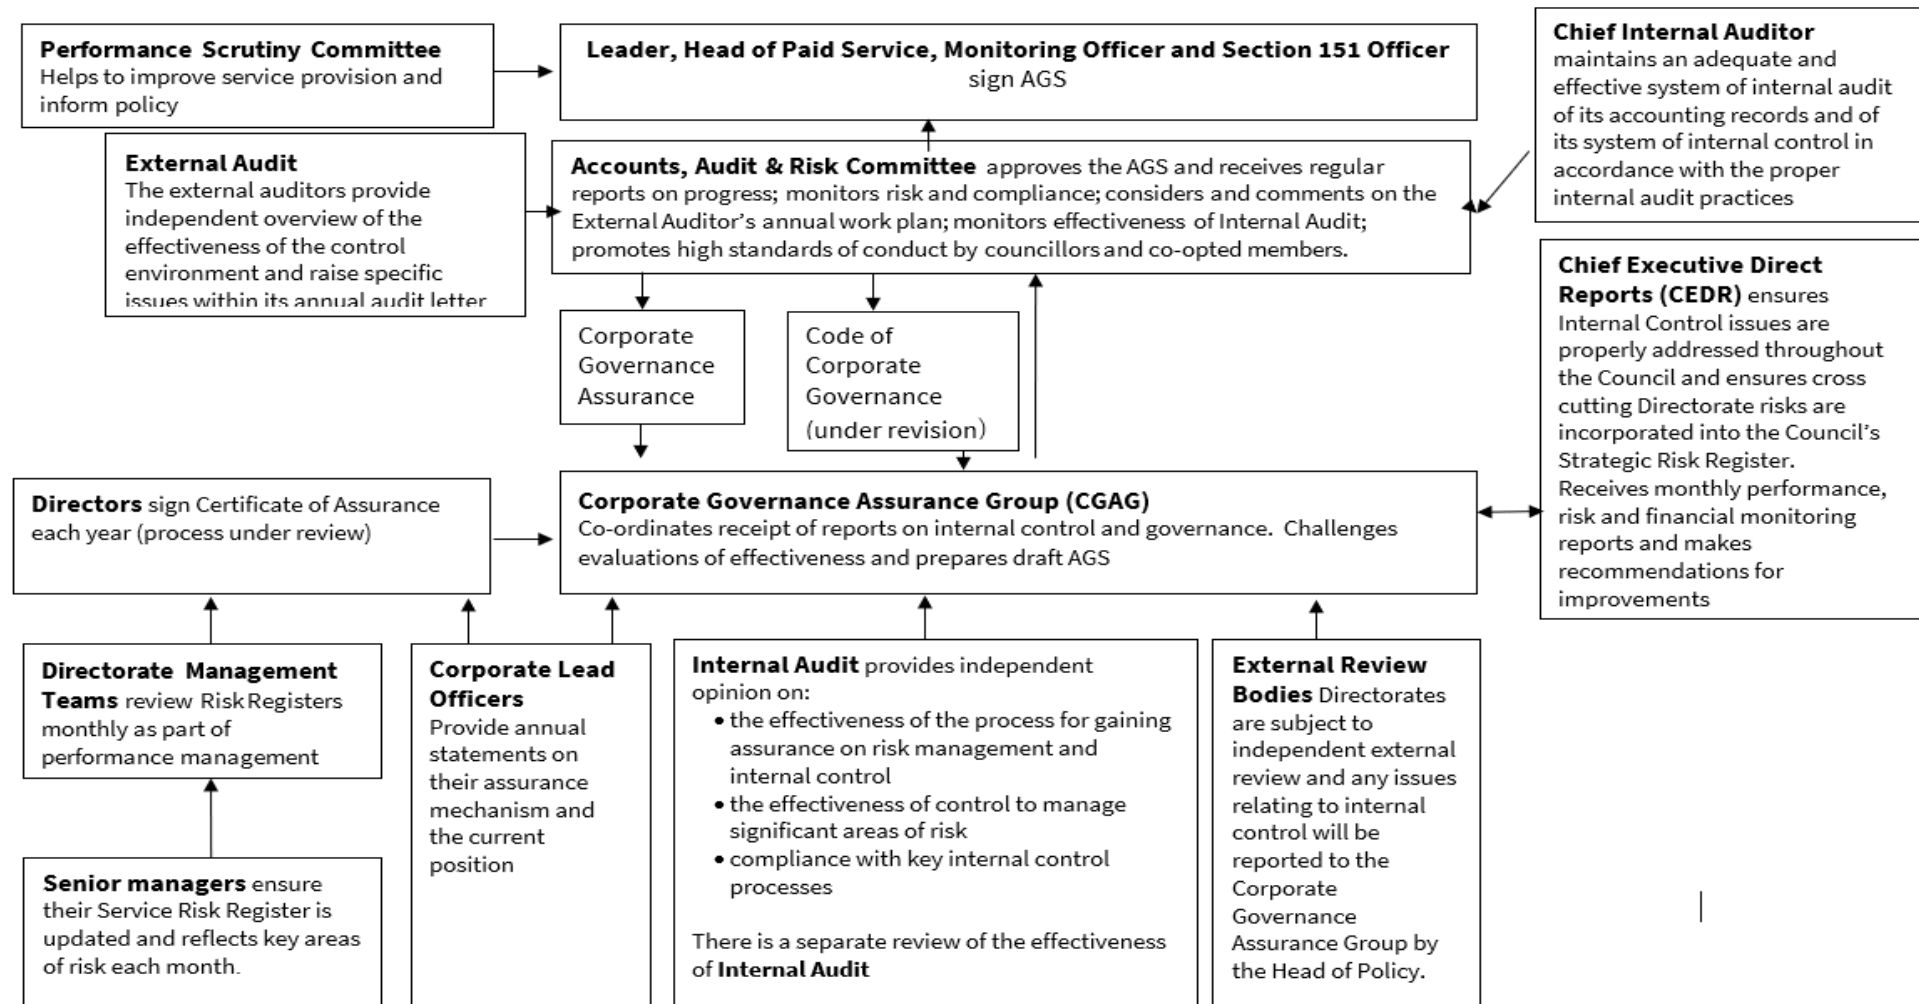 Performance Scrutiny Committee
Helps to improve service provision and
inform policy
Leader, Head of Paid Service, Monitoring Officer and Section 151 Officer
sign AGS
Chief Internal Auditor
maintains an adequate and
effective system of internal audit
of its accounting records and of
its system of internal control in
accordance with the proper
internal audit practices
External Audit
The external auditors provide
independent overview of the
effectiveness of the control
environment and raise specific
issues within its annual audit letter
Accounts, Audit & Risk Committee approves the AGS and receives regular
reports on progress; monitors risk and compliance; considers and comments on the
External Auditor’s annual work plan; monitors effectiveness of Internal Audit;
promotes high standards of conduct by councillors and co-opted members.
Chief Executive Direct
Reports (CEDR) ensures
Internal Control issues are
properly addressed throughout
the Council and ensures cross
cutting Directorate risks are
incorporated into the Council’s
Strategic Risk Register.
Receives monthly performance,
risk and financial monitoring
reports and makes
recommendations for
improvements
Corporate
Governance
Assurance
Code of
Corporate
Governance
(under revision)
Directors sign Certificate of Assurance
each year (process under review)
Corporate Governance Assurance Group (CGAG)
Co-ordinates receipt of reports on internal control and governance. Challenges
evaluations of effectiveness and prepares draft AGS
Directorate Management
Teams review Risk Registers
monthly as part of
performance management
Senior managers ensure
their Service Risk Register is
updated and reflects key areas
of risk each month.
Corporate Lead
Officers
Provide annual
statements on
their assurance
mechanism and
the current
position
Internal Audit provides independent
opinion on:
• the effectiveness of the process for gaining
assurance on risk management and
internal control
• the effectiveness of control to manage
significant areas of risk
• compliance with key internal control
processes
There is a separate review of the effectiveness
of Internal Audit
External Review
Bodies Directorates
are subject to
independent external
review and any issues
relating to internal
control will be
reported to the
Corporate
Governance
Assurance Group by
the Head of Policy.